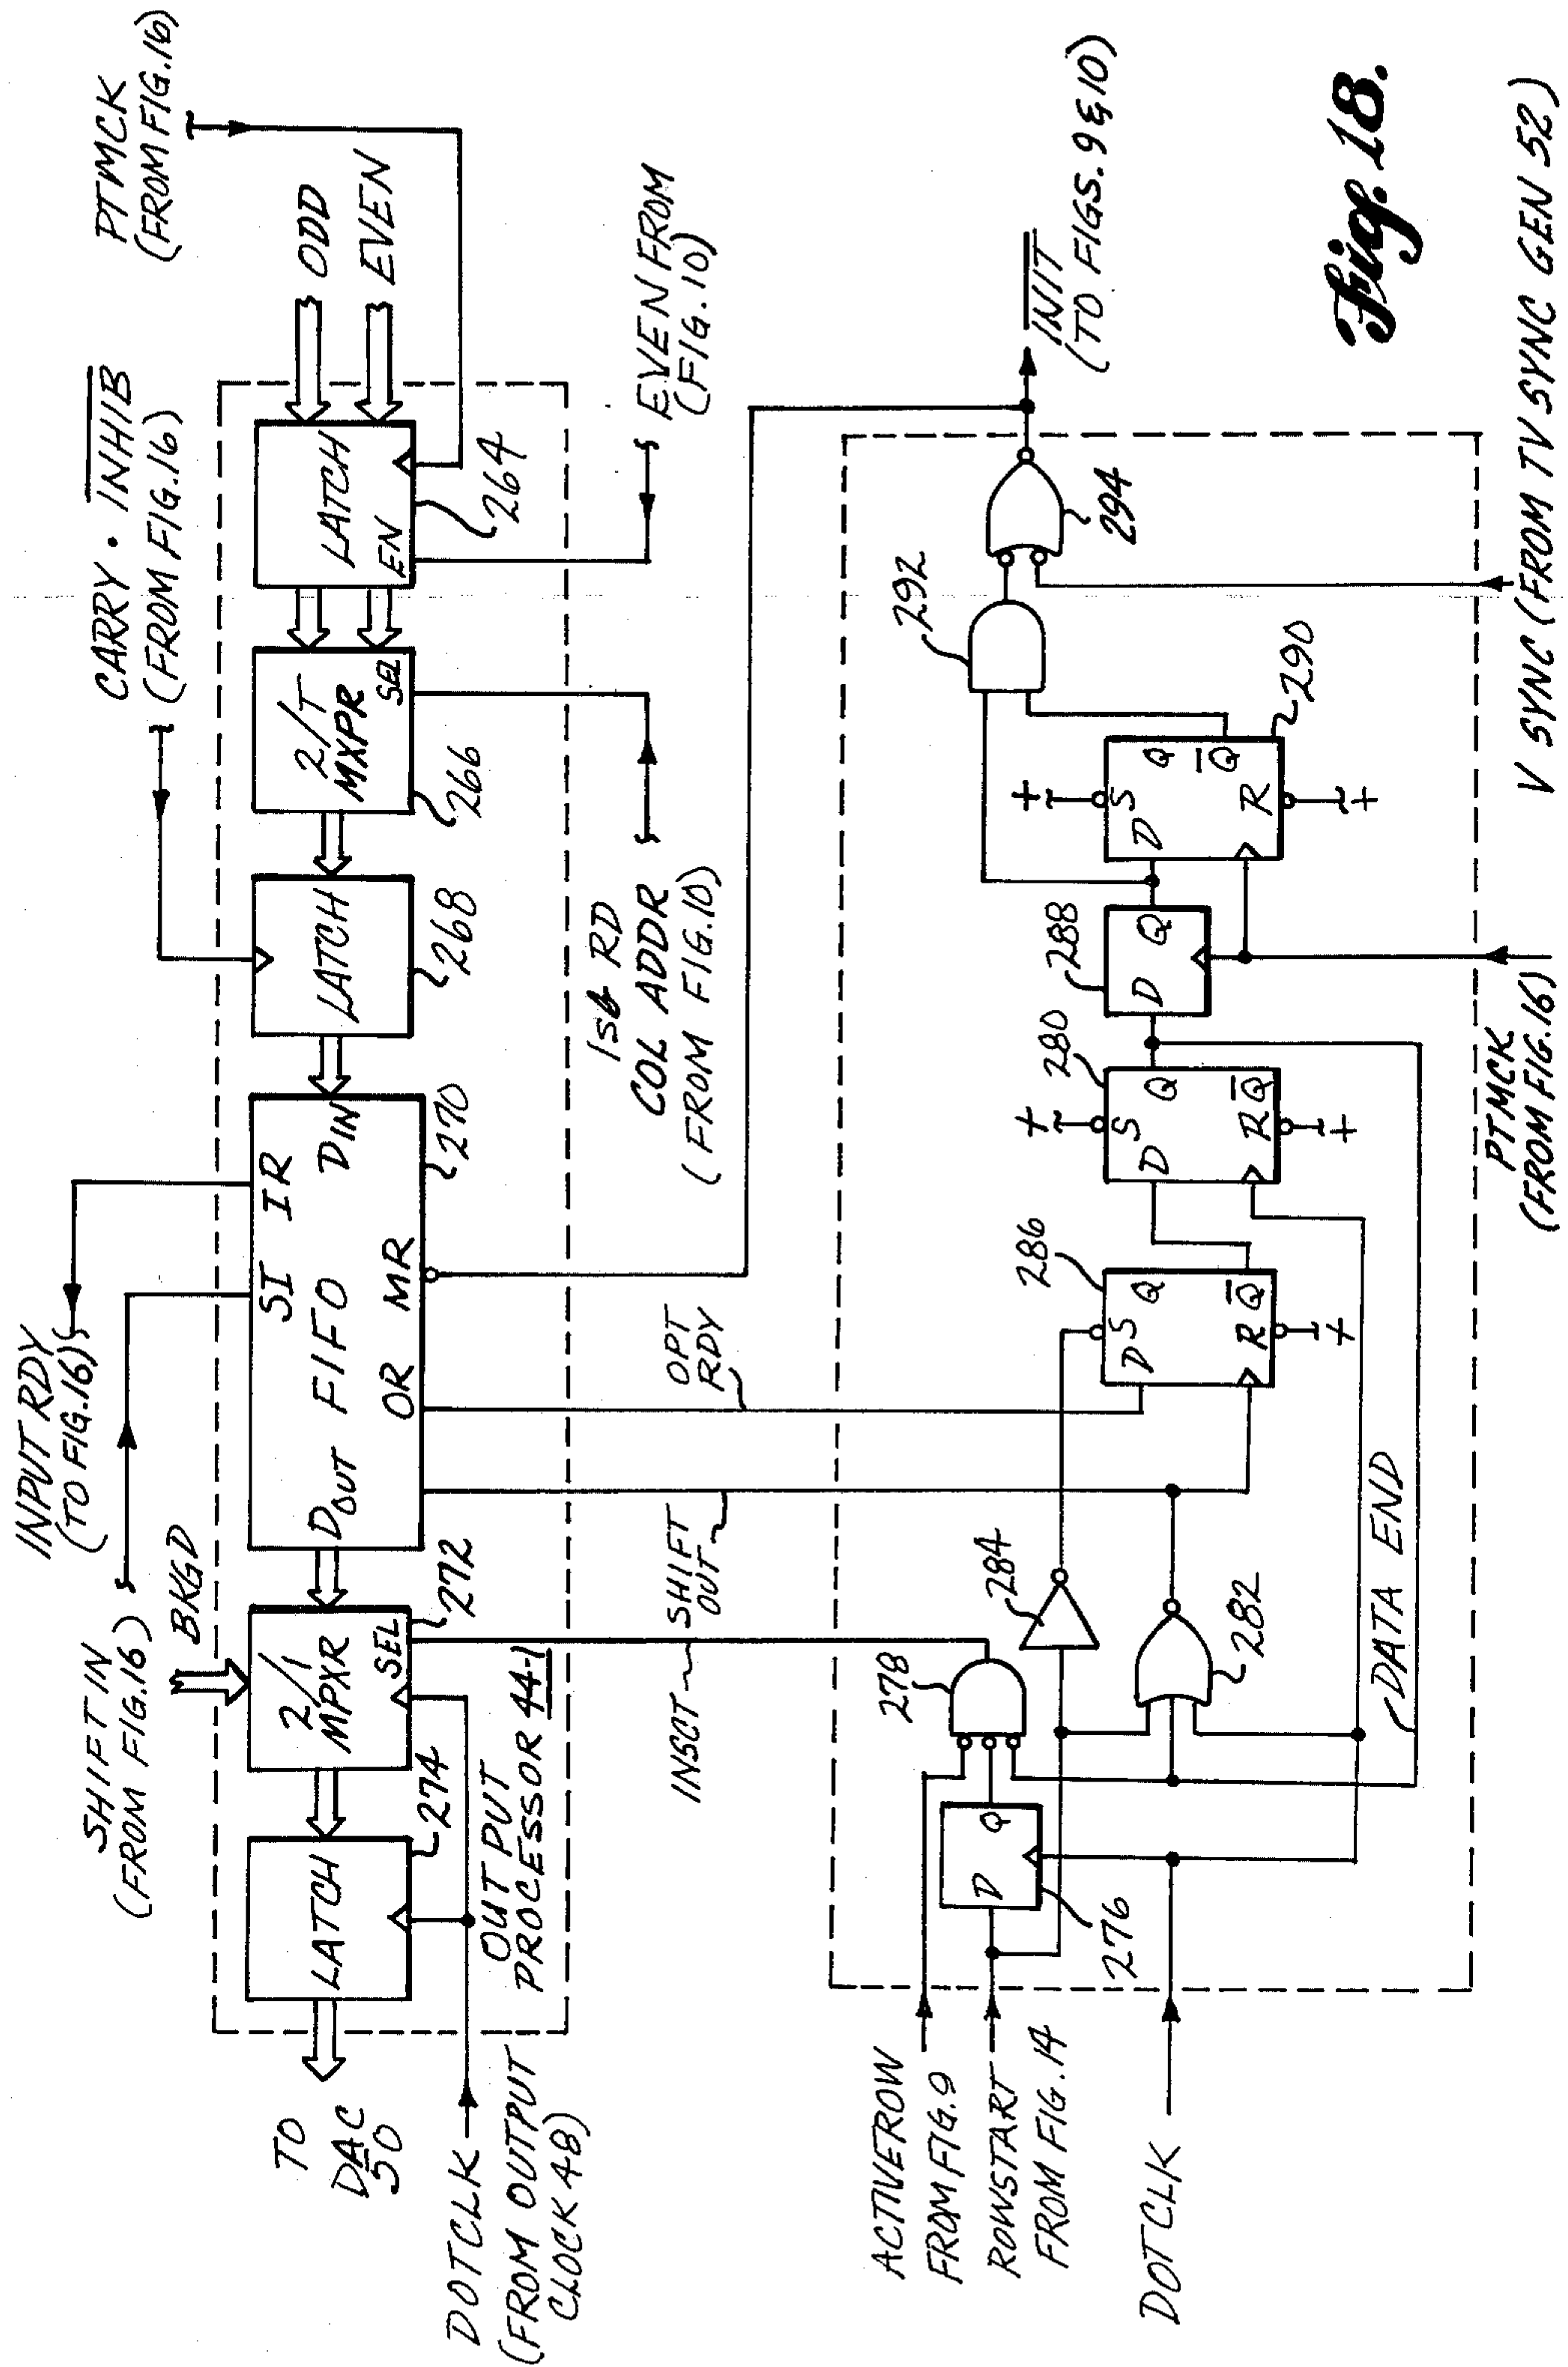 PTMCK
(FROM FIG.16)
ODD
EVEN
CARRY · INHIB
(FROM FIG.16)
LATCH
EN
264
EVEN FROM
(FIG.10)
2/T
MXPR
SEL
266
LATCH
268
1st RD
COL ADDR
(FROM FIG.10)
INPUT RDY
(TO FIG.16)
SHIFT IN
(FROM FIG.16)
BKGD
SI IR
DIN
FIFO
DOUT
OR MR
270
2/1
MPXR
SEL
272
LATCH
274
OUTPUT
PROCESSOR 44-1
TO
DAC
50
DOTCLK
(FROM OUTPUT
CLOCK 48)
INSCT
SHIFT
OUT
OPT
RDY
INIT
(TO FIGS. 9 & 10)
ACTIVEROW
FROM FIG.9
ROWSTART
FROM FIG.14
DOTCLK
D Q
276
278
284
282
DATA END
286
+
S
D Q
R Q
+
280
+
S
D Q
R Q
+
288
D Q
290
+
S
D Q
Q
R
+
292
294
PTMCK
(FROM FIG.16)
V SYNC (FROM TV SYNC GEN 52)
Fig. 18.